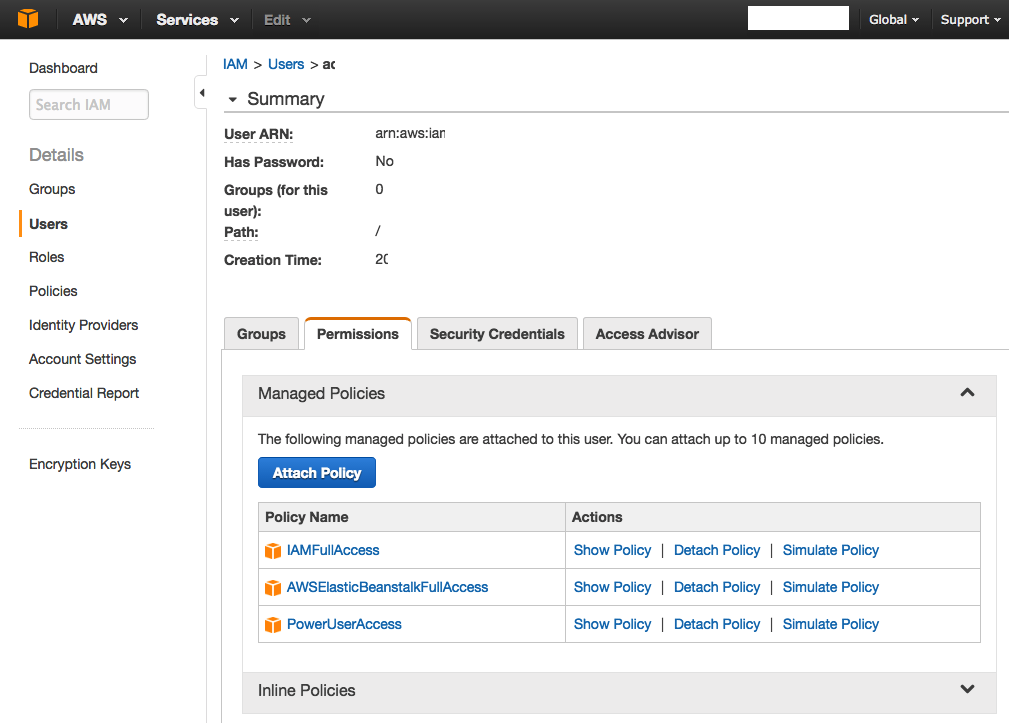 AWS Services Edit Global Support
Dashboard
Search IAM
Details
Groups
Users
Roles
Policies
Identity Providers
Account Settings
Credential Report
Encryption Keys
IAM > Users > ac
Summary
User ARN: arn:aws:iam
Has Password: No
Groups (for this
user): 0
Path: /
Creation Time: 20
Groups Permissions Security Credentials Access Advisor
Managed Policies
The following managed policies are attached to this user. You can attach up to 10 managed policies.
Attach Policy
Policy Name Actions
IAMFullAccess Show Policy | Detach Policy | Simulate Policy
AWSElasticBeanstalkFullAccess Show Policy | Detach Policy | Simulate Policy
PowerUserAccess Show Policy | Detach Policy | Simulate Policy
Inline Policies